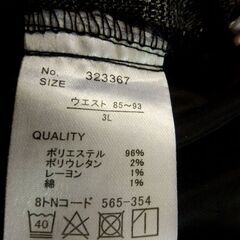 No. 323367
SIZE
ウエスト 85〜93
3L
QUALITY
ポリエステル 96%
ポリウレタン 2%
レーヨン 1%
綿 1%
8トNコード 565-354
40